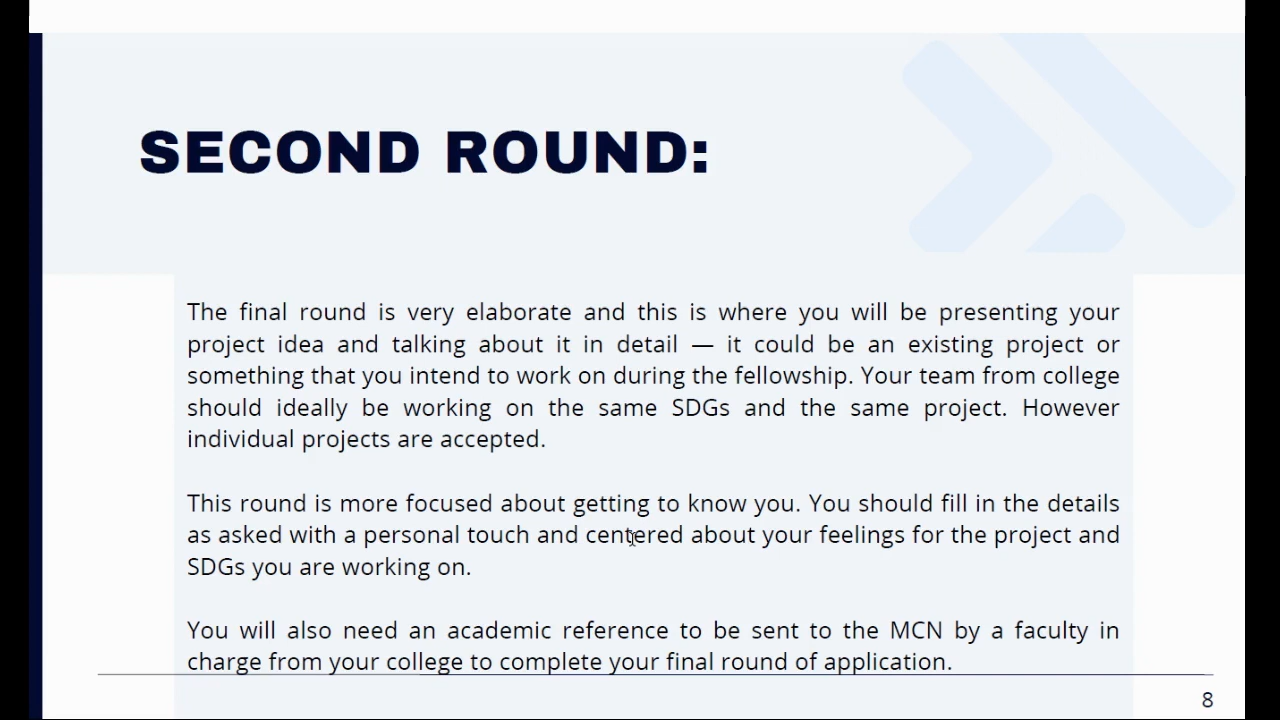 SECOND ROUND:
The final round is very elaborate and this is where you will be presenting your
project idea and talking about it in detail — it could be an existing project or
something that you intend to work on during the fellowship. Your team from college
should ideally be working on the same SDGs and the same project. However
individual projects are accepted.
This round is more focused about getting to know you. You should fill in the details
as asked with a personal touch and centered about your feelings for the project and
SDGs you are working on.
You will also need an academic reference to be sent to the MCN by a faculty in
charge from your college to complete your final round of application.
8